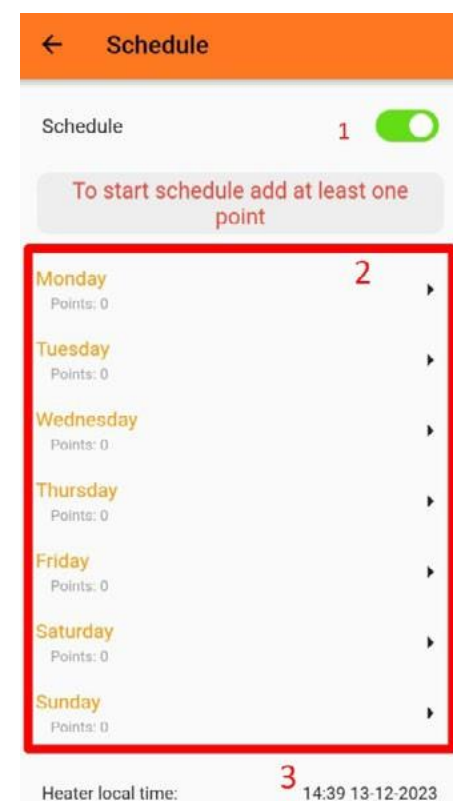 Schedule
Schedule 1
To start schedule add at least one
point
2
Monday
Points: 0
Tuesday
Points: 0
Wednesday
Points: 0
Thursday
Points: 0
Friday
Points: 0
Saturday
Points: 0
Sunday
Points: 0
3
Heater local time: 14:39 13-12-2023